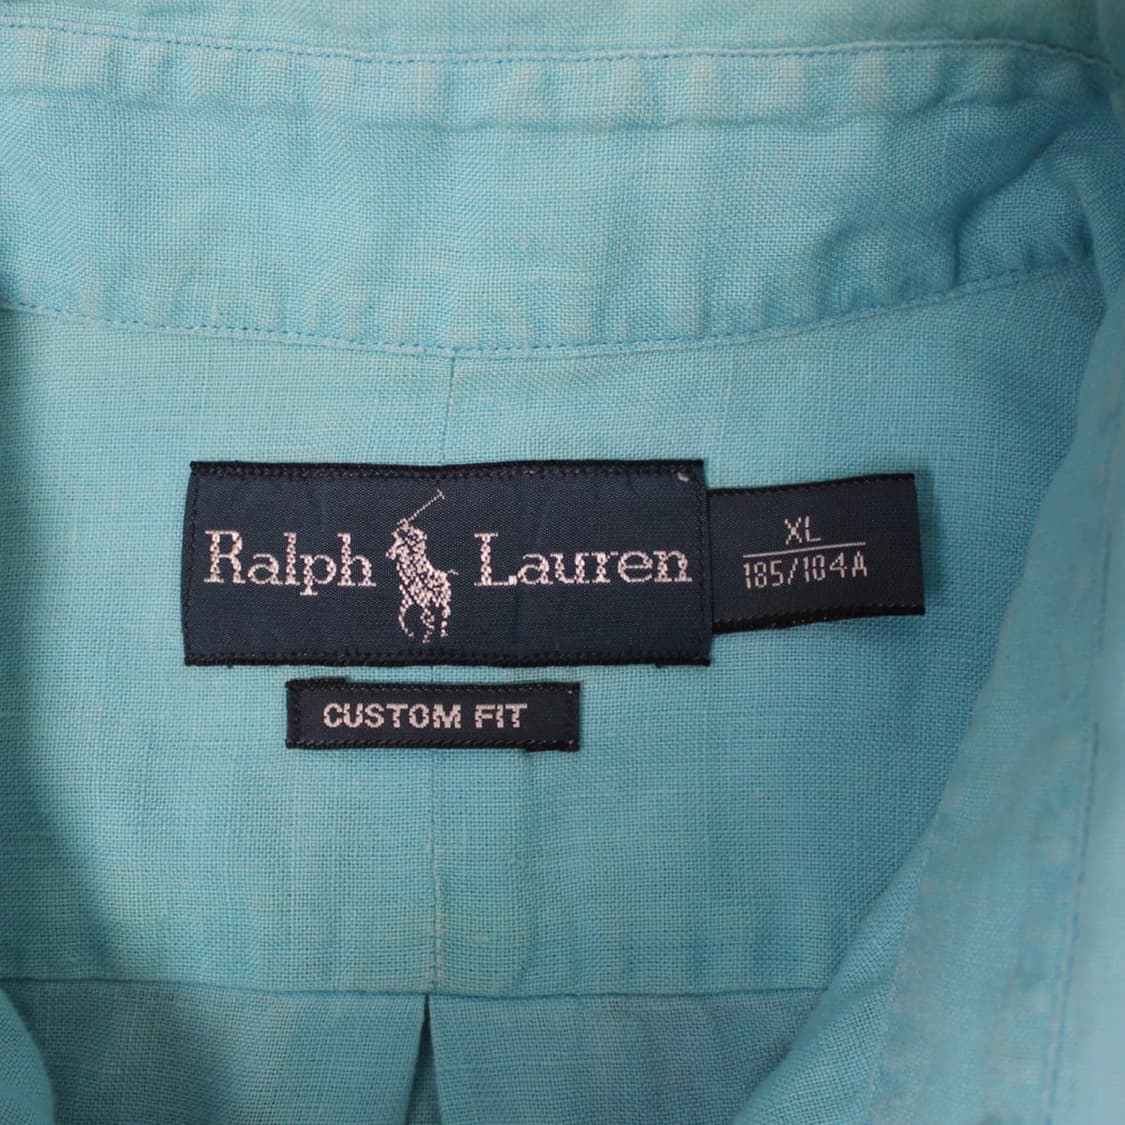 Ralph Lauren
XL
185/104A
CUSTOM FIT